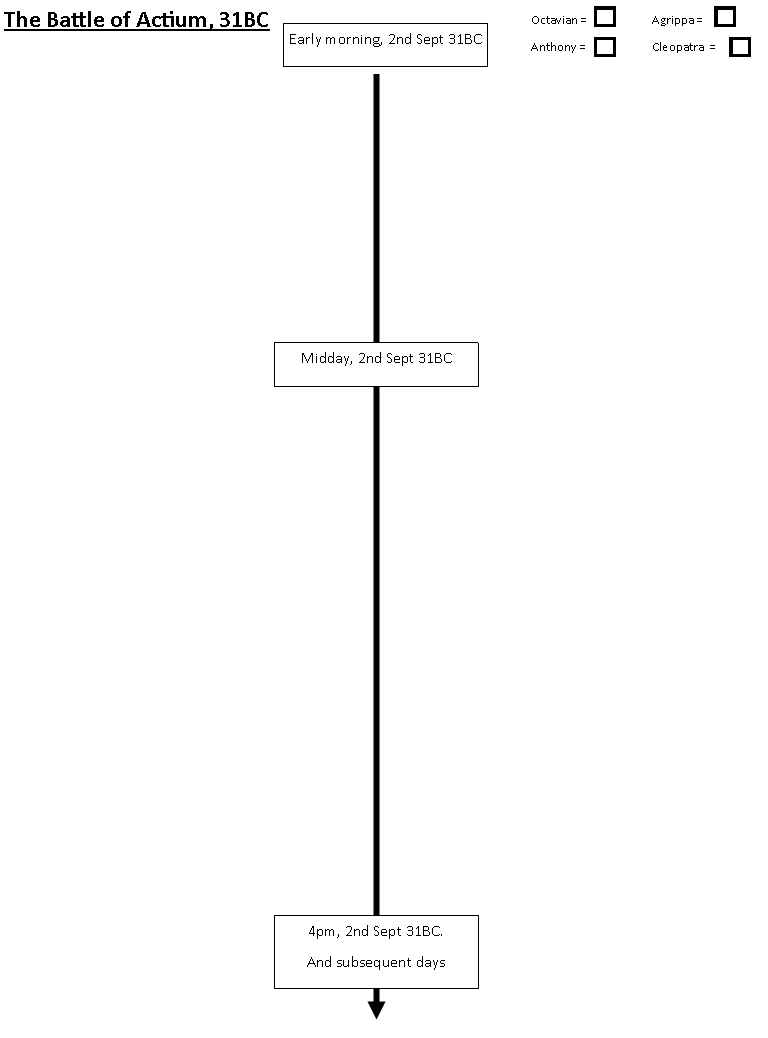 The Battle of Actium, 31BC
Early morning, 2nd Sept 31BC
Octavian =
Agrippa =
Anthony =
Cleopatra =
Midday, 2nd Sept 31BC
4pm, 2nd Sept 31BC.
And subsequent days